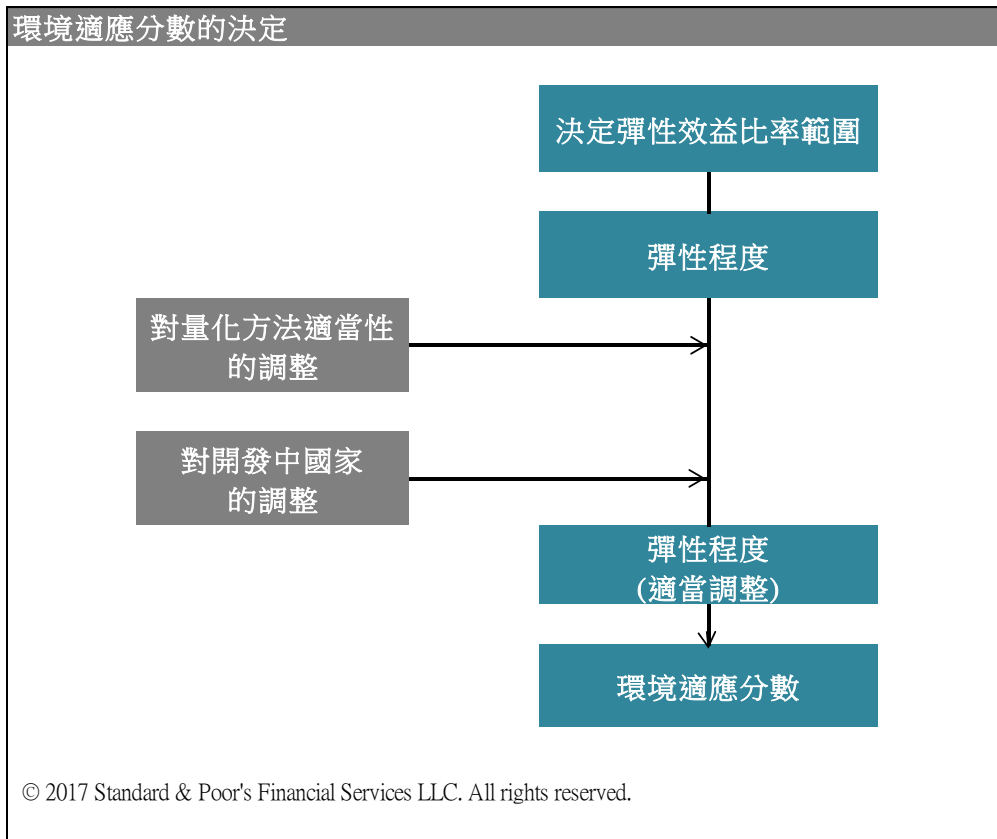 環境適應分數的決定
決定彈性效益比率範圍
彈性程度
對量化方法適當性
的調整
對開發中國家
的調整
彈性程度
(適當調整)
環境適應分數
© 2017 Standard & Poor's Financial Services LLC. All rights reserved.